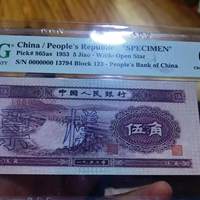 China / People's Republic "SPECIMEN"
Pick# 865as 1953 5 Jiao - Wmk: Open Star
S/N 0000000 13794 Block 123 - People's Bank of China
中国人民银行
伍角